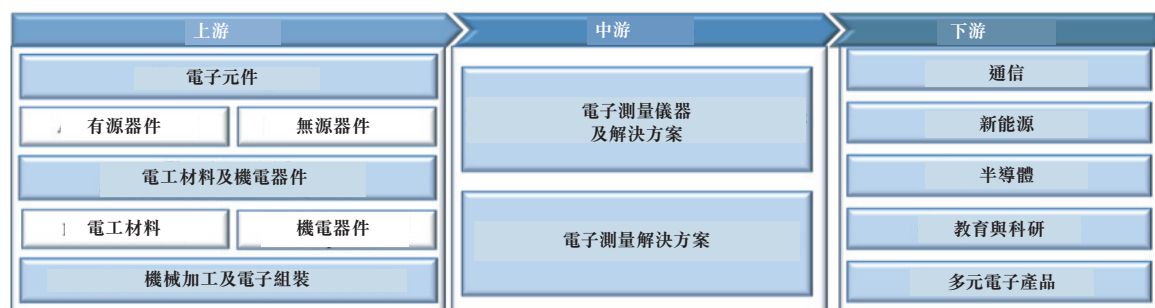 上游
中游
下游
電子元件
有源器件
無源器件
電工材料及機電器件
電工材料
機電器件
機械加工及電子組裝
電子測量儀器
及解決方案
電子測量解決方案
通信
新能源
半導體
教育與科研
多元電子產品